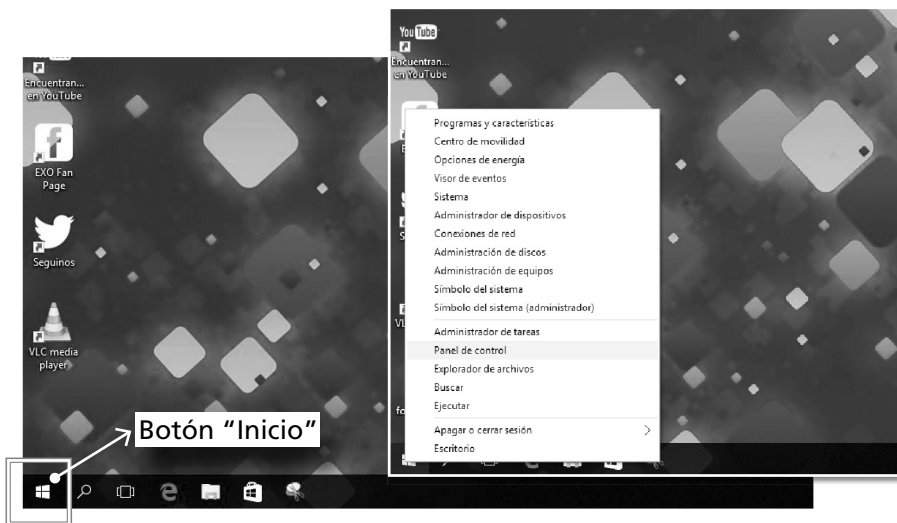 Encuentran...
en YouTube
EXO Fan
Page
Seguinos
VLC media
player
Botón “Inicio”
You Tube
Encuentran...
en YouTube
Programas y características
Centro de movilidad
Opciones de energía
Visor de eventos
Sistema
Administrador de dispositivos
Conexiones de red
Administración de discos
Administración de equipos
Símbolo del sistema
Símbolo del sistema (administrador)
Administrador de tareas
Panel de control
Explorador de archivos
Buscar
Ejecutar
Apagar o cerrar sesión
Escritorio